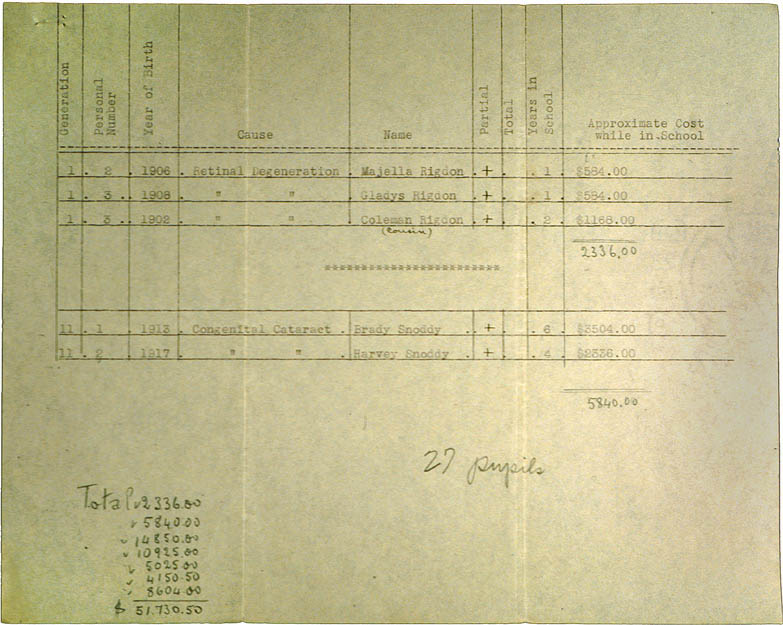 Generation Personal Number Year of Birth Cause Name Partial Total Years in School Approximate Cost while in School
1 . 2 . 1906 . Retinal Degeneration . Majella Rigdon . + . . 1 . $584.00
1 . 3 . . 1908 . " " . Gladys Rigdon . + . . 1 . $584.00
1 . 3 . 1902 . " " . Coleman Rigdon . + . . 2 . $1168.00
(cousin)
2336.00
************************
11 . 1 . 1913 . Congenital Cataract . Brady Snoddy . + . . 6 . $3504.00
11 . 2 . 1917 . " " . Harvey Snoddy . + . . 4 . $2336.00
5840.00
27 pupils
Total 2336.00
5840.00
14850.00
10925.00
5025.00
4150.50
8604.00
$ 51,730.50